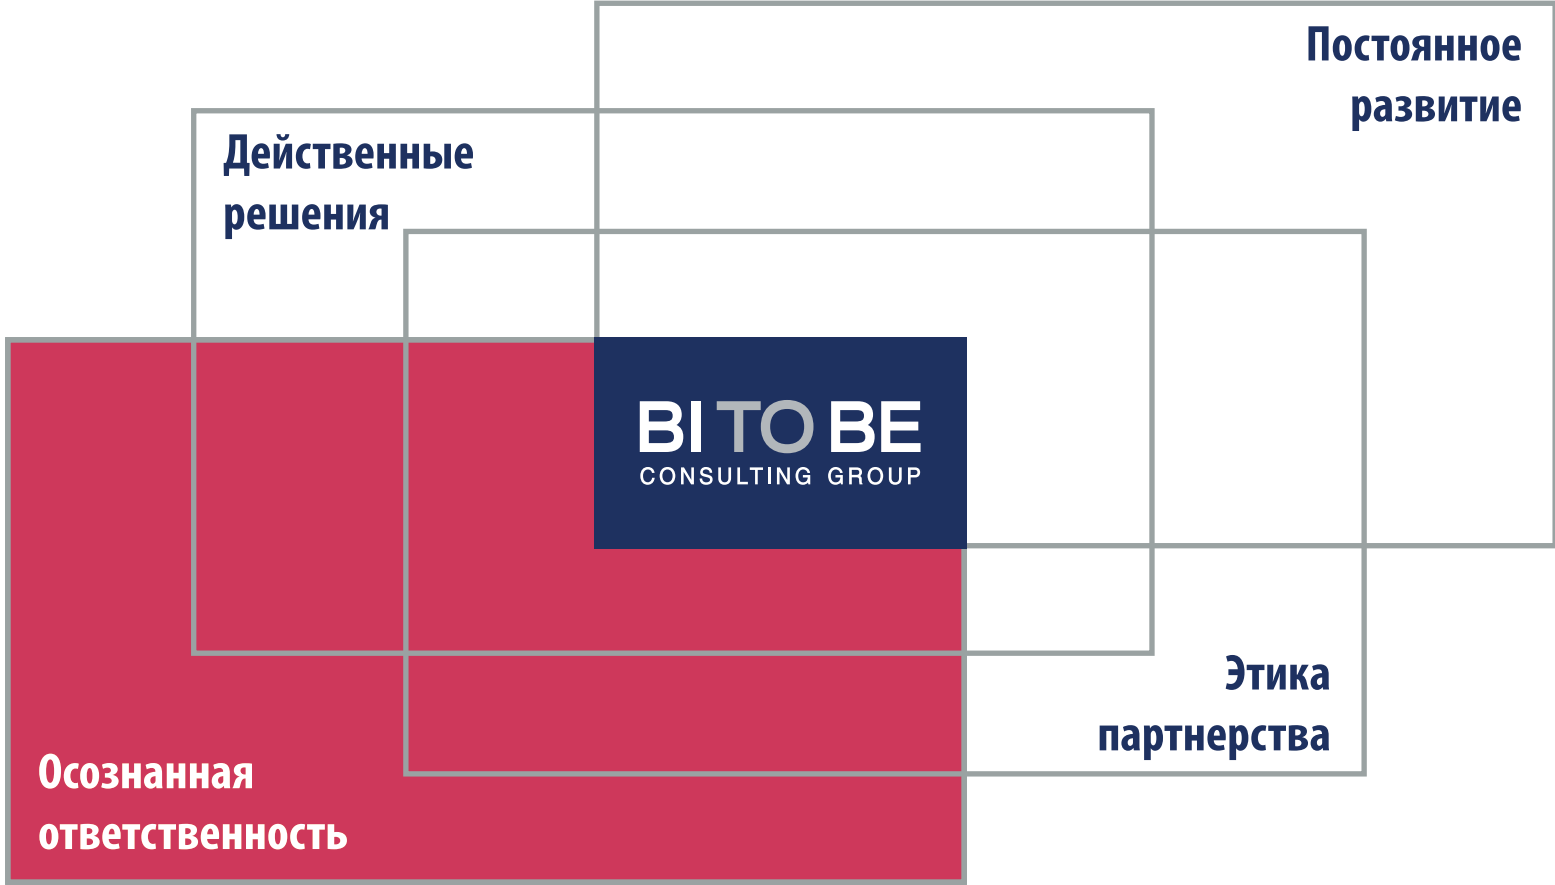 Постоянное
развитие
Действенные
решения
BI TO BE
CONSULTING GROUP
Этика
партнерства
Осознанная
ответственность